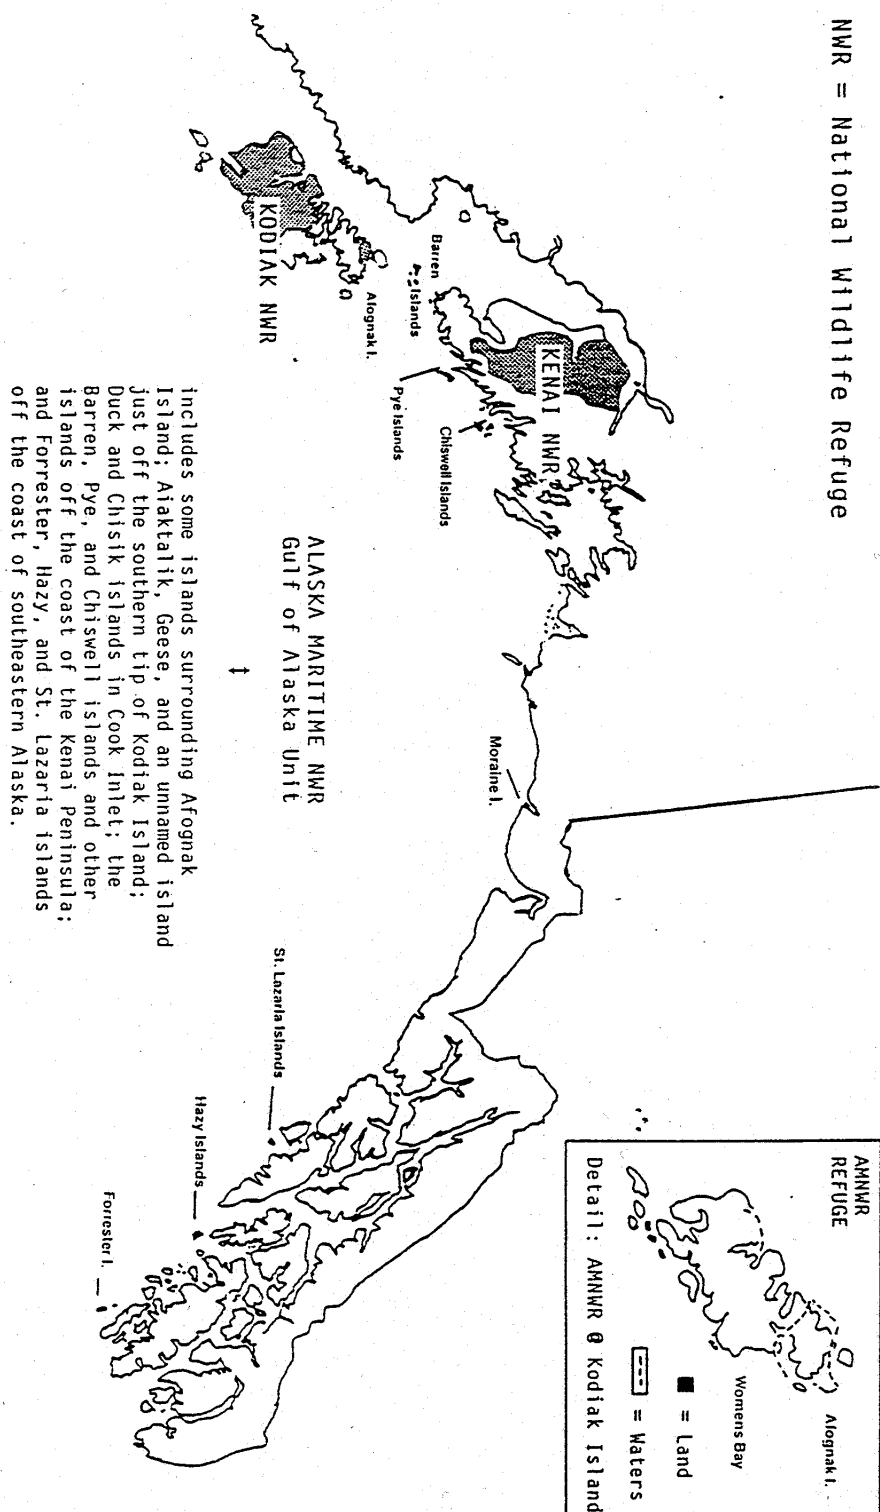 NWR = National Wildlife Refuge
AMNWR
REFUGE
Afognak I.
Womens Bay
= Land
= Waters
Detail: AMNWR @ Kodiak Island
KENAI NWR
KODIAK NWR
Barren
Islands
Afognak I.
Pye Islands
Chiswell Islands
Moraine I.
St. Lazaria Islands
Hazy Islands
Forrester I.
ALASKA MARITIME NWR
Gulf of Alaska Unit
includes some islands surrounding Afognak
Island; Aiaktalik, Geese, and an unnamed island
just off the southern tip of Kodiak Island;
Duck and Chisik islands in Cook Inlet; the
Barren, Pye, and Chiswell islands and other
islands off the coast of the Kenai Peninsula;
and Forrester, Hazy, and St. Lazaria islands
off the coast of southeastern Alaska.